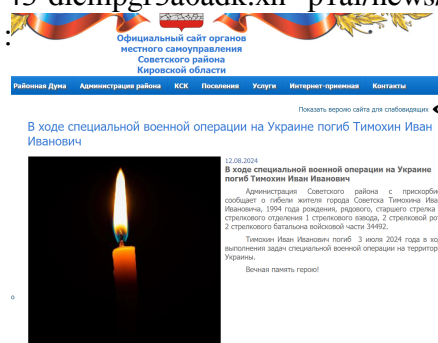 Официальный сайт органов
местного самоуправления
Советского района
Кировской области
Районная Дума Администрация района КСК Поселения Услуги Интернет-приемная Контакты
Показать версию сайта для слабовидящих
В ходе специальной военной операции на Украине погиб Тимохин Иван
Иванович
12.08.2024
В ходе специальной военной операции на Украине
погиб Тимохин Иван Иванович
Администрация Советского района с прискорбие
сообщает о гибели жителя города Советска Тимохина Ива
Ивановича, 1994 года рождения, рядового, старшего стрелка
стрелкового отделения 1 стрелкового взвода, 2 стрелковой ро
2 стрелкового батальона войсковой части 34492.
Тимохин Иван Иванович погиб 3 июля 2024 года в хо
выполнения задач специальной военной операции на территор
Украины.
Вечная память герою!